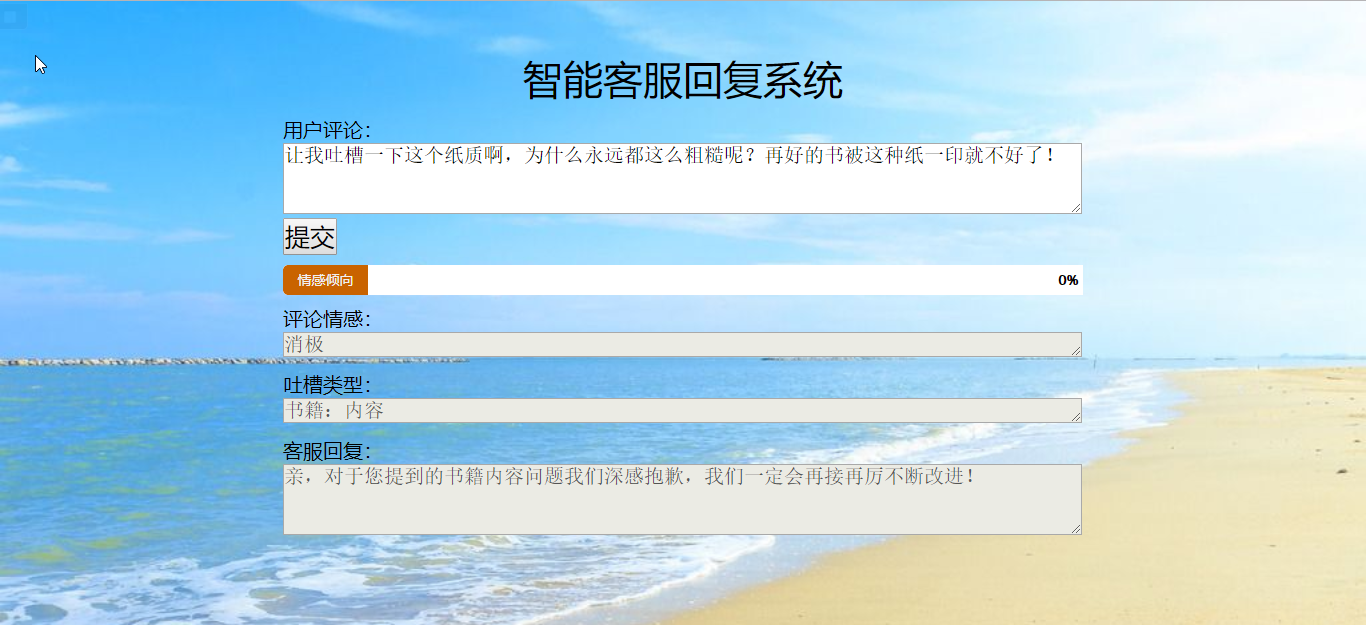 智能客服回复系统
用户评论：
让我吐槽一下这个纸质啊，为什么永远都这么粗糙呢？再好的书被这种纸一印就不好了！
提交
情感倾向 0%
评论情感：
消极
吐槽类型：
书籍：内容
客服回复：
亲，对于您提到的书籍内容问题我们深感抱歉，我们一定会再接再厉不断改进！